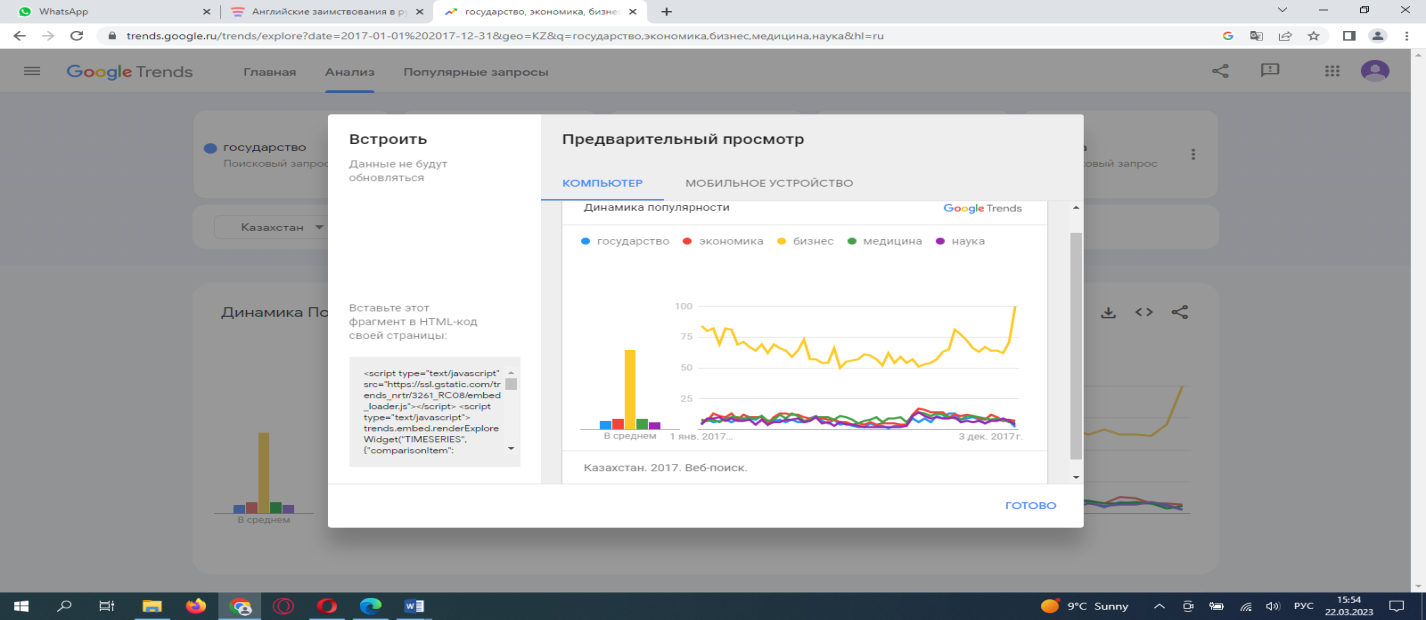 WhatsApp
Английские заимствования в ру
государство, экономика, бизне
trends.google.ru/trends/explore?date=2017-01-01%202017-12-31&geo=KZ&q=государство,экономика,бизнес,медицина,наука&hl=ru
Google Trends
Главная
Анализ
Популярные запросы
государство
Поисковый запрос
а
овый запрос
Казахстан
Динамика По
В среднем
Встроить
Данные не будут
обновляться
Вставьте этот
фрагмент в HTML-код
своей страницы:
<script type="text/javascript"
src="https://ssl.gstatic.com/tr
ends_nrtr/3261_RC08/embed
_loader.js"></script> <script
type="text/javascript">
trends.embed.renderExplore
Widget("TIMESERIES",
{"comparisonItem":
Предварительный просмотр
КОМПЬЮТЕР
МОБИЛЬНОЕ УСТРОЙСТВО
Динамика популярности
Google Trends
государство
экономика
бизнес
медицина
наука
100
75
50
25
В среднем
1 янв. 2017…
3 дек. 2017 г.
Казахстан. 2017. Веб-поиск.
ГОТОВО
9°C Sunny
РУС
15:54
22.03.2023